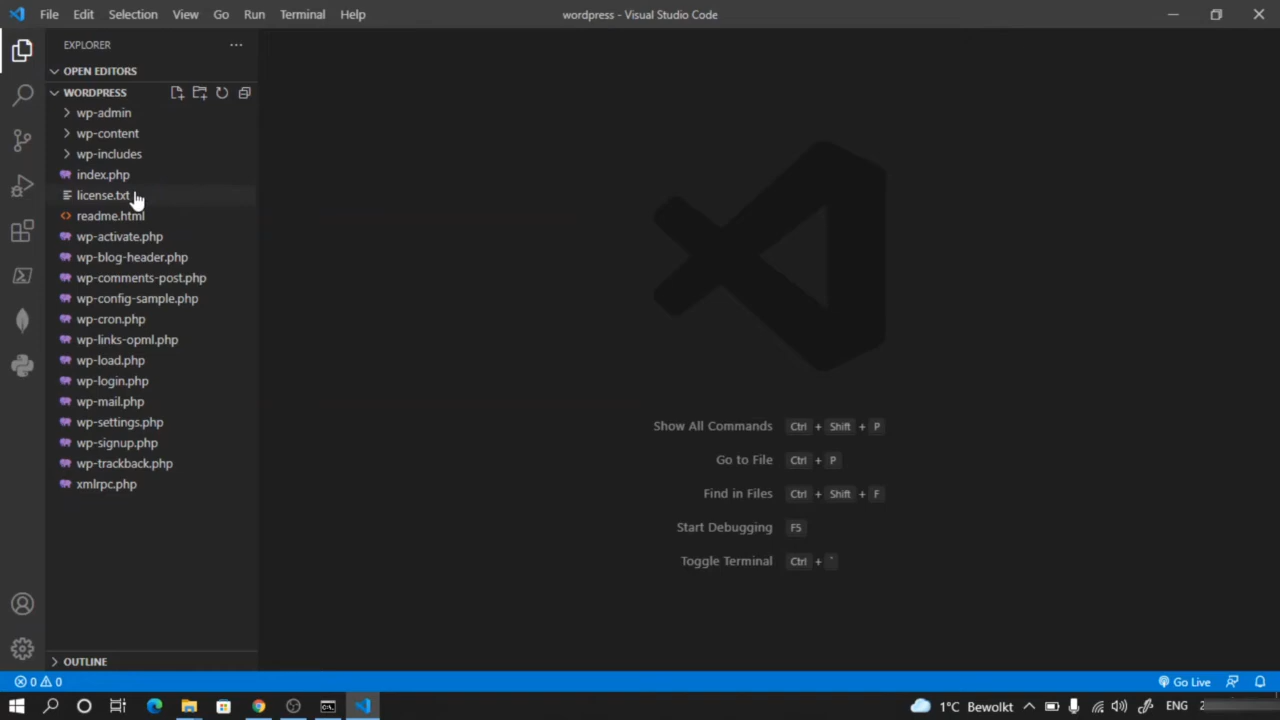 File Edit Selection View Go Run Terminal Help
wordpress - Visual Studio Code
EXPLORER
OPEN EDITORS
WORDPRESS
wp-admin
wp-content
wp-includes
index.php
license.txt
readme.html
wp-activate.php
wp-blog-header.php
wp-comments-post.php
wp-config-sample.php
wp-cron.php
wp-links-opml.php
wp-load.php
wp-login.php
wp-mail.php
wp-settings.php
wp-signup.php
wp-trackback.php
xmlrpc.php
OUTLINE
Show All Commands Ctrl + Shift + P
Go to File Ctrl + P
Find in Files Ctrl + Shift + F
Start Debugging F5
Toggle Terminal Ctrl + `
0 0
Go Live
1°C Bewolkt
ENG